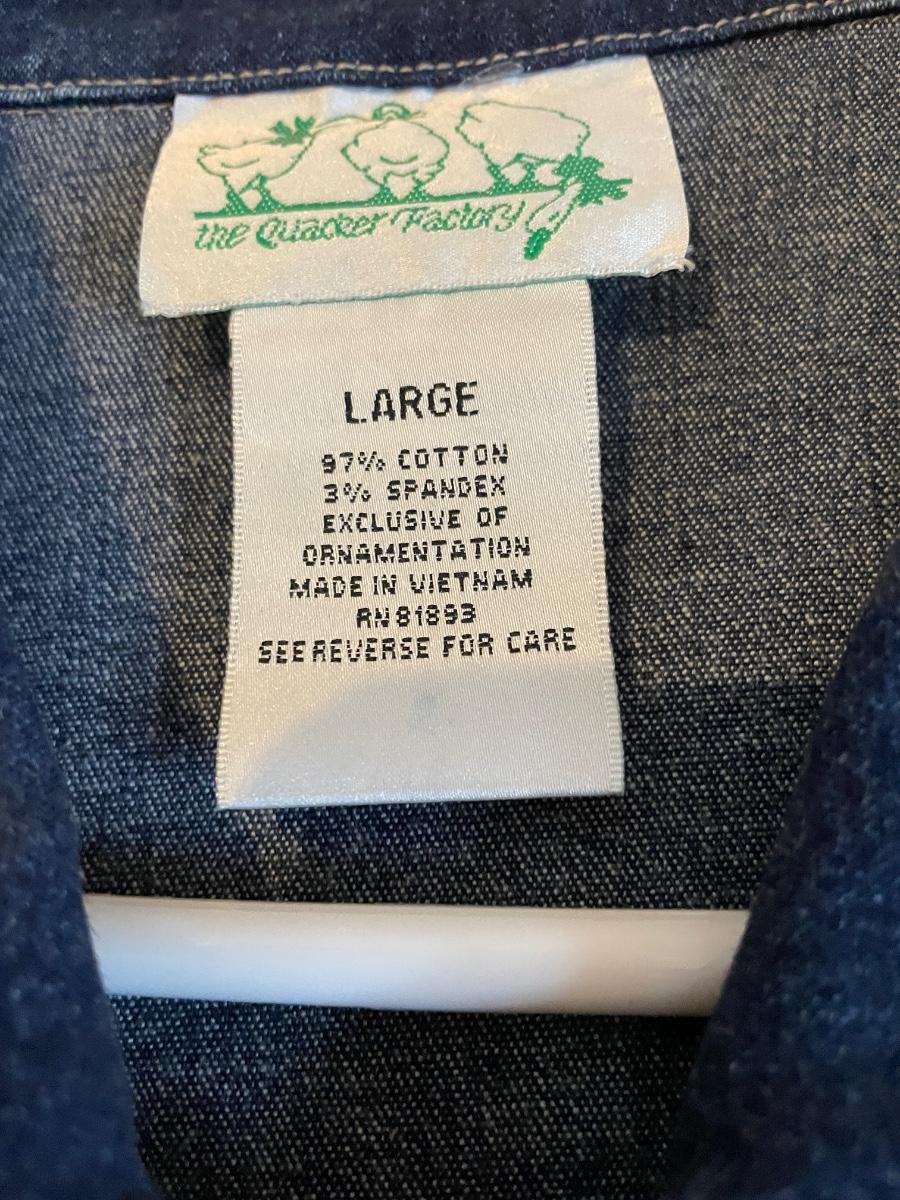 the Quacker Factory
LARGE
97% COTTON
3% SPANDEX
EXCLUSIVE OF
ORNAMENTATION
MADE IN VIETNAM
RN 81893
SEE REVERSE FOR CARE